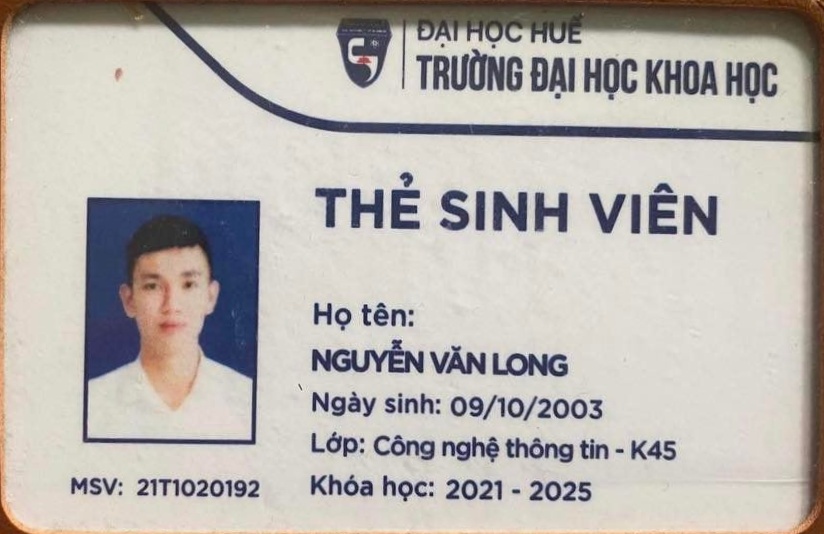 ĐẠI HỌC HUẾ
TRƯỜNG ĐẠI HỌC KHOA HỌC
THẺ SINH VIÊN
Họ tên:
NGUYỄN VĂN LONG
Ngày sinh: 09/10/2003
Lớp: Công nghệ thông tin - K45
MSV: 21T1020192
Khóa học: 2021 - 2025